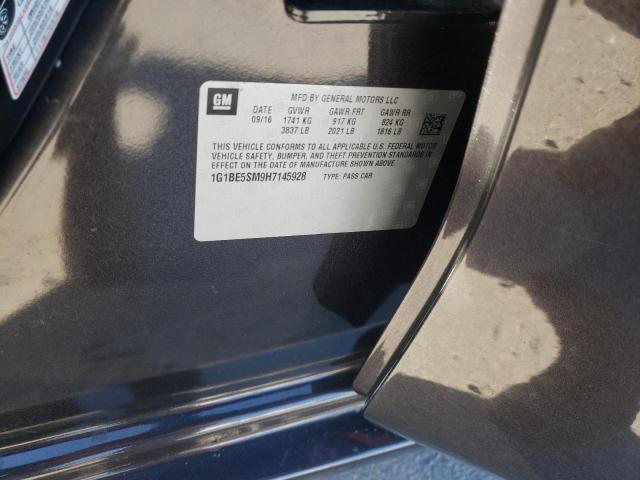 GM
MFD BY GENERAL MOTORS LLC
DATE GVWR GAWR FRT GAWR RR
09/16 1741 KG 917 KG 824 KG
3837 LB 2021 LB 1816 LB
THIS VEHICLE CONFORMS TO ALL APPLICABLE U.S. FEDERAL MOTOR
VEHICLE SAFETY, BUMPER, AND THEFT PREVENTION STANDARDS IN
EFFECT ON THE DATE OF MANUFACTURE SHOWN ABOVE.
1G1BE5SM9H7145928 TYPE: PASS CAR